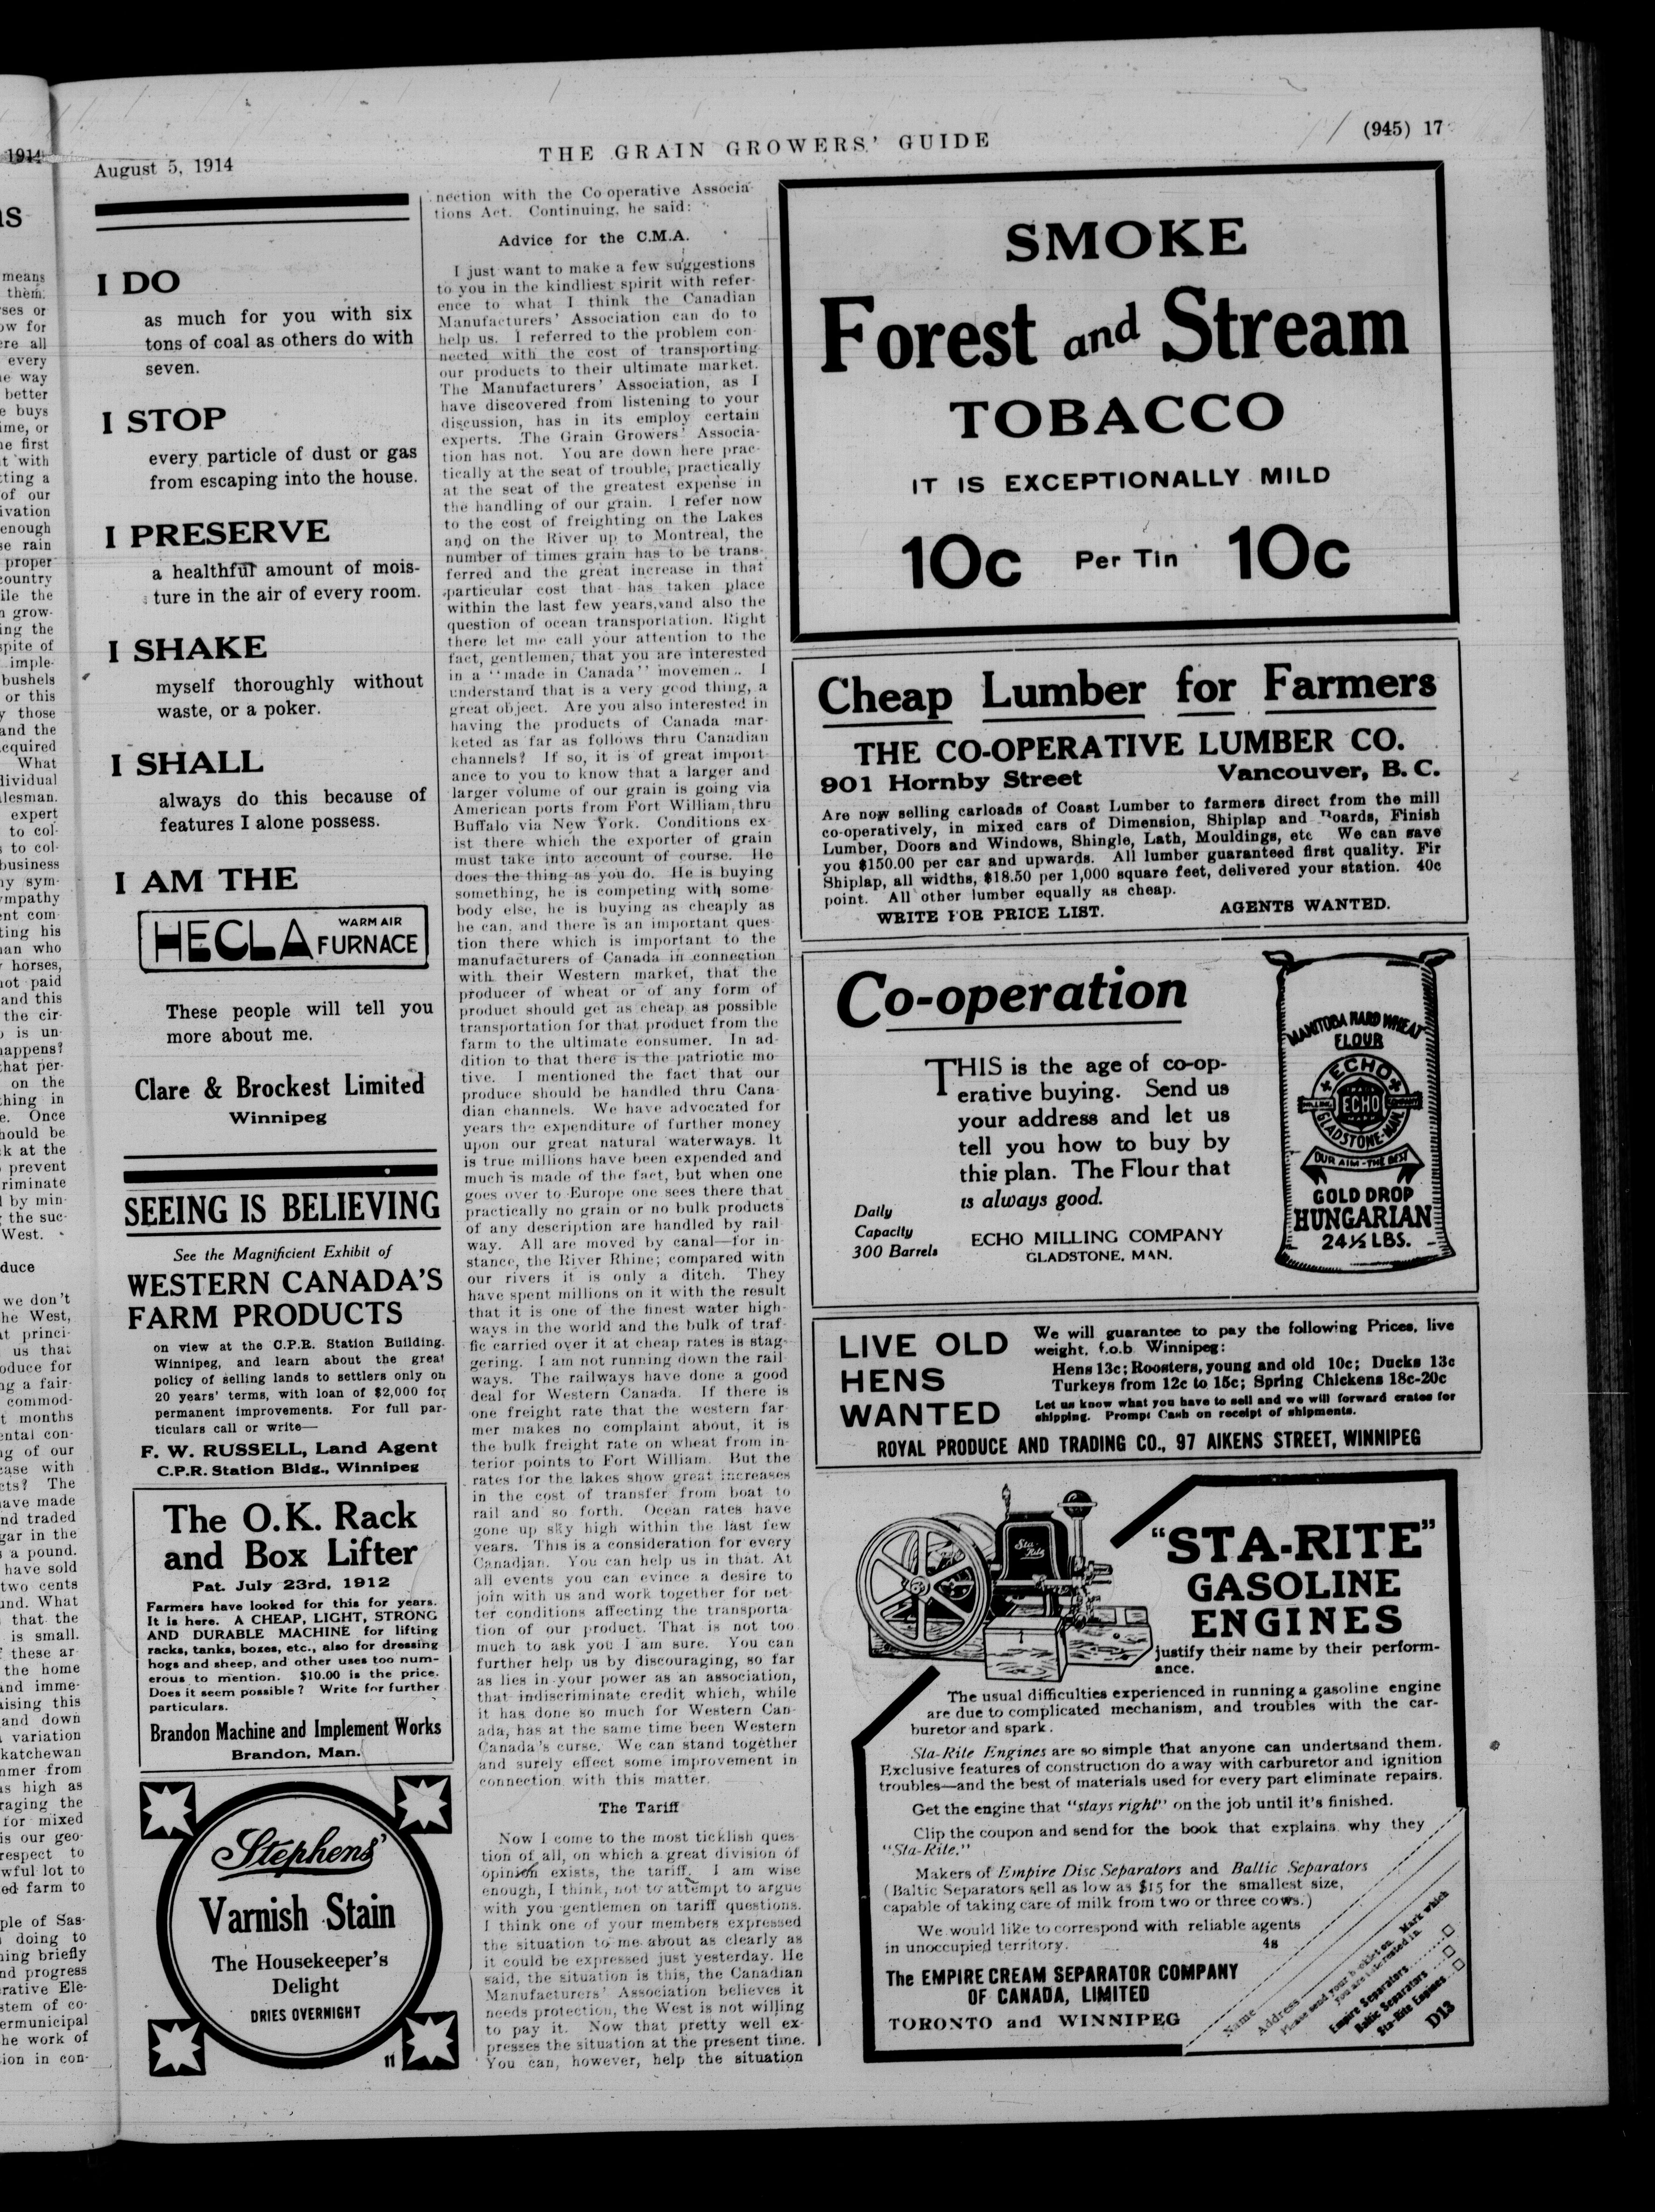 August 5, 1914
THE GRAIN GROWERS' GUIDE
(945) 17
I DO
as much for you with six
tons of coal as others do with
seven.
I STOP
every particle of dust or gas
from escaping into the house.
I PRESERVE
a healthful amount of mois-
ture in the air of every room.
I SHAKE
myself thoroughly without
waste, or a poker.
I SHALL
always do this because of
features I alone possess.
I AM THE
HECLA WARM AIR
FURNACE
These people will tell you
more about me.
Clare & Brockest Limited
Winnipeg
SEEING IS BELIEVING
See the Magnificient Exhibit of
WESTERN CANADA'S
FARM PRODUCTS
on view at the C.P.R. Station Building.
Winnipeg, and learn about the great
policy of selling lands to settlers only on
20 years' terms, with loan of $2,000 for
permanent improvements. For full par-
ticulars call or write—
F. W. RUSSELL, Land Agent
C.P.R. Station Bldg., Winnipeg
The O.K. Rack
and Box Lifter
Pat. July 23rd, 1912
Farmers have looked for this for years.
It is here. A CHEAP, LIGHT, STRONG
AND DURABLE MACHINE for lifting
racks, tanks, boxes, etc., also for dressing
hogs and sheep, and other uses too num-
erous to mention. $10.00 is the price.
Does it seem possible? Write for further
particulars.
Brandon Machine and Implement Works
Brandon, Man.
Stephens'
Varnish Stain
The Housekeeper's
Delight
DRIES OVERNIGHT
11
nection with the Co operative Associa-
tions Act. Continuing, he said:
Advice for the C.M.A.
I just want to make a few suggestions
to you in the kindliest spirit with refer-
ence to what I think the Canadian
Manufacturers' Association can do to
help us. I referred to the problem con-
nected with the cost of transporting
our products to their ultimate market.
The Manufacturers' Association, as I
have discovered from listening to your
discussion, has in its employ certain
experts. The Grain Growers' Associa-
tion has not. You are down here prac-
tically at the seat of trouble, practically
at the seat of the greatest expense in
the handling of our grain. I refer now
to the cost of freighting on the Lakes
and on the River up to Montreal, the
number of times grain has to be trans-
ferred and the great increase in that
particular cost that has taken place
within the last few years, and also the
question of ocean transportation. Right
there let me call your attention to the
fact, gentlemen, that you are interested
in a "made in Canada" movemen.. I
understand that is a very good thing, a
great object. Are you also interested in
having the products of Canada mar-
keted as far as follows thru Canadian
channels? If so, it is of great import-
ance to you to know that a larger and
larger volume of our grain is going via
American ports from Fort William, thru
Buffalo via New York. Conditions ex-
ist there which the exporter of grain
must take into account of course. He
does the thing as you do. He is buying
something, he is competing with some-
body else, he is buying as cheaply as
he can, and there is an important ques-
tion there which is important to the
manufacturers of Canada in connection
with their Western market, that the
producer of wheat or of any form of
product should get as cheap as possible
transportation for that product from the
farm to the ultimate consumer. In ad-
dition to that there is the patriotic mo-
tive. I mentioned the fact that our
produce should be handled thru Cana-
dian channels. We have advocated for
years the expenditure of further money
upon our great natural waterways. It
is true millions have been expended and
much is made of the fact, but when one
goes over to Europe one sees there that
practically no grain or no bulk products
of any description are handled by rail-
way. All are moved by canal—for in-
stance, the River Rhine; compared with
our rivers it is only a ditch. They
have spent millions on it with the result
that it is one of the finest water high-
ways in the world and the bulk of traf-
fic carried over it at cheap rates is stag-
gering. I am not running down the rail-
ways. The railways have done a good
deal for Western Canada. If there is
one freight rate that the western far-
mer makes no complaint about, it is
the bulk freight rate on wheat from in-
terior points to Fort William. But the
rates for the lakes show great increases
in the cost of transfer from boat to
rail and so forth. Ocean rates have
gone up sky high within the last few
years. This is a consideration for every
Canadian. You can help us in that. At
all events you can evince a desire to
join with us and work together for bet-
ter conditions affecting the transporta-
tion of our product. That is not too
much to ask you I am sure. You can
further help us by discouraging, so far
as lies in your power as an association,
that indiscriminate credit which, while
it has done so much for Western Can-
ada, has at the same time been Western
Canada's curse. We can stand together
and surely effect some improvement in
connection with this matter.
The Tariff
Now I come to the most ticklish ques-
tion of all, on which a great division of
opinion exists, the tariff. I am wise
enough, I think, not to attempt to argue
with you gentlemen on tariff questions.
I think one of your members expressed
the situation to me about as clearly as
it could be expressed just yesterday. He
said, the situation is this, the Canadian
Manufacturers' Association believes it
needs protection, the West is not willing
to pay it. Now that pretty well ex-
presses the situation at the present time.
You can, however, help the situation
SMOKE
Forest and Stream
TOBACCO
IT IS EXCEPTIONALLY MILD
10c Per Tin 10c
Cheap Lumber for Farmers
THE CO-OPERATIVE LUMBER CO.
901 Hornby Street Vancouver, B.C.
Are now selling carloads of Coast Lumber to farmers direct from the mill
co-operatively, in mixed cars of Dimension, Shiplap and Boards, Finish
Lumber, Doors and Windows, Shingle, Lath, Mouldings, etc We can save
you $150.00 per car and upwards. All lumber guaranteed first quality. Fir
Shiplap, all widths, $18.50 per 1,000 square feet, delivered your station. 40c
point. All other lumber equally as cheap.
WRITE FOR PRICE LIST. AGENTS WANTED.
Co-operation
THIS is the age of co-op-
erative buying. Send us
your address and let us
tell you how to buy by
this plan. The Flour that
is always good.
Daily
Capacity
300 Barrels
ECHO MILLING COMPANY
GLADSTONE, MAN.
MANITOBA HARD WHEAT
FLOUR
ECHO
ECHO
GLADSTONE-MAN.
OUR AIM-THE BEST
GOLD DROP
HUNGARIAN
24½ LBS.
LIVE OLD
HENS
WANTED
We will guarantee to pay the following Prices, live
weight, f.o.b Winnipeg:
Hens 13c; Roosters, young and old 10c; Ducks 13c
Turkeys from 12c to 15c; Spring Chickens 18c-20c
Let us know what you have to sell and we will forward crates for
shipping. Prompt Cash on receipt of shipments.
ROYAL PRODUCE AND TRADING CO., 97 AIKENS STREET, WINNIPEG
Sta-Rite
"STA-RITE"
GASOLINE
ENGINES
justify their name by their perform-
ance.
The usual difficulties experienced in running a gasoline engine
are due to complicated mechanism, and troubles with the car-
buretor and spark.
Sta-Rite Engines are so simple that anyone can undertsand them.
Exclusive features of construction do away with carburetor and ignition
troubles—and the best of materials used for every part eliminate repairs.
Get the engine that "stays right" on the job until it's finished.
Clip the coupon and send for the book that explains why they
"Sta-Rite."
Makers of Empire Disc Separators and Baltic Separators
(Baltic Separators sell as low as $15 for the smallest size,
capable of taking care of milk from two or three cows.)
We would like to correspond with reliable agents
in unoccupied territory. 48
The EMPIRE CREAM SEPARATOR COMPANY
OF CANADA, LIMITED
TORONTO and WINNIPEG
Name
Address
Please send your booklet on. Mark which
you are interested in.
Empire Separators
Baltic Separators
Sta-Rite Engines
D13